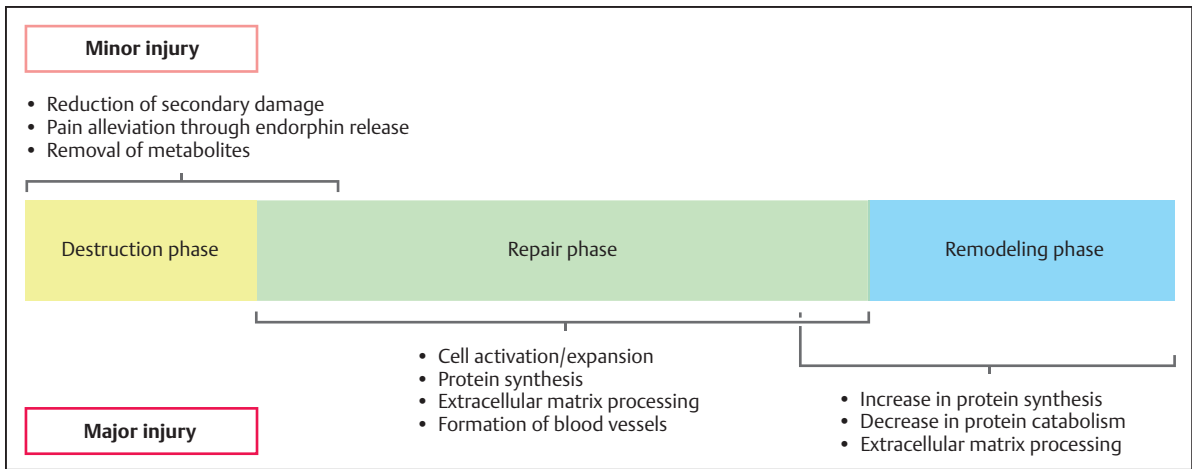 Minor injury
• Reduction of secondary damage
• Pain alleviation through endorphin release
• Removal of metabolites
Destruction phase
Repair phase
Remodeling phase
• Cell activation/expansion
• Protein synthesis
• Extracellular matrix processing
• Formation of blood vessels
• Increase in protein synthesis
• Decrease in protein catabolism
• Extracellular matrix processing
Major injury